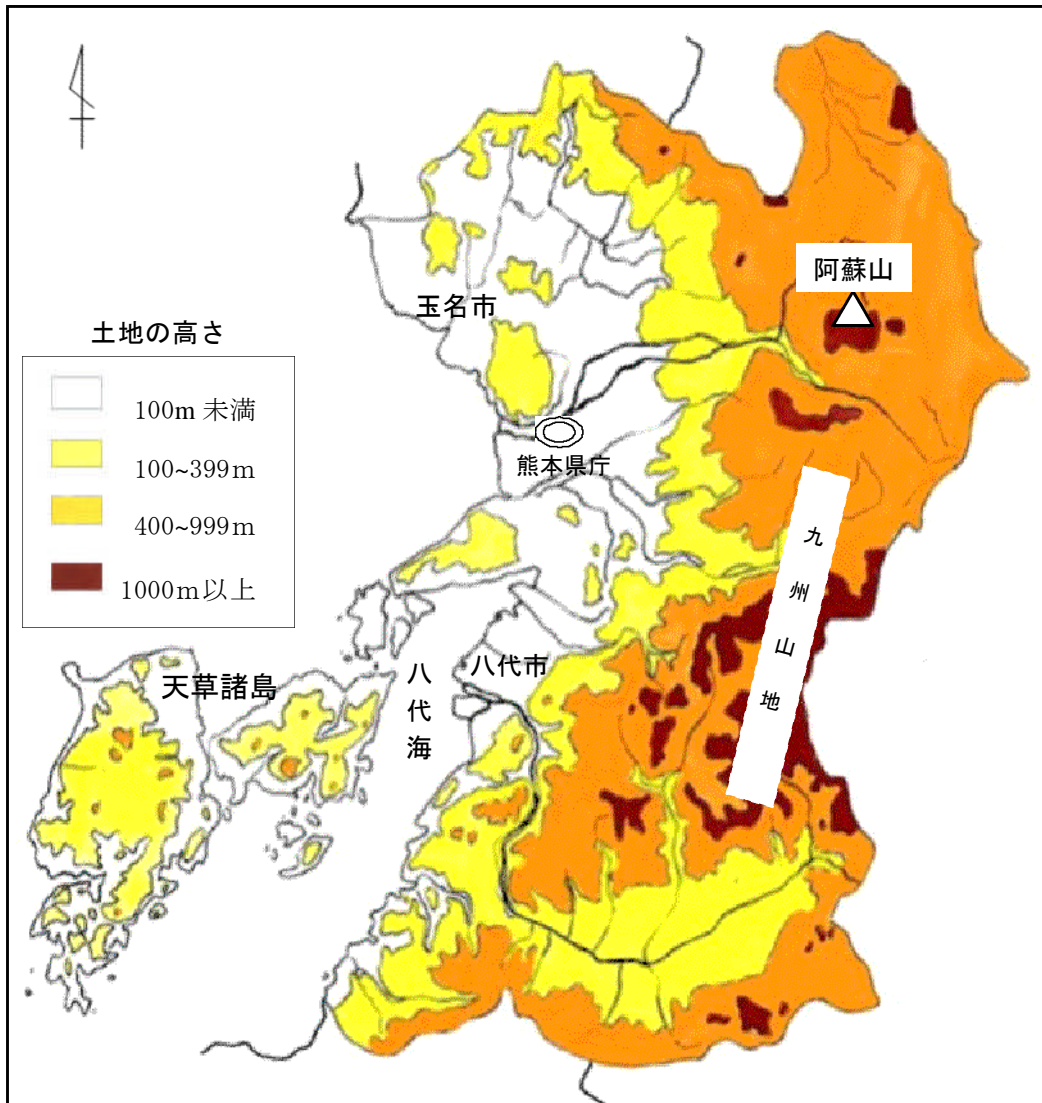 阿蘇山
玉名市
土地の高さ
100m 未満
100~399m
400~999m
1000m以上
熊本県庁
九州山地
天草諸島
八代海
八代市